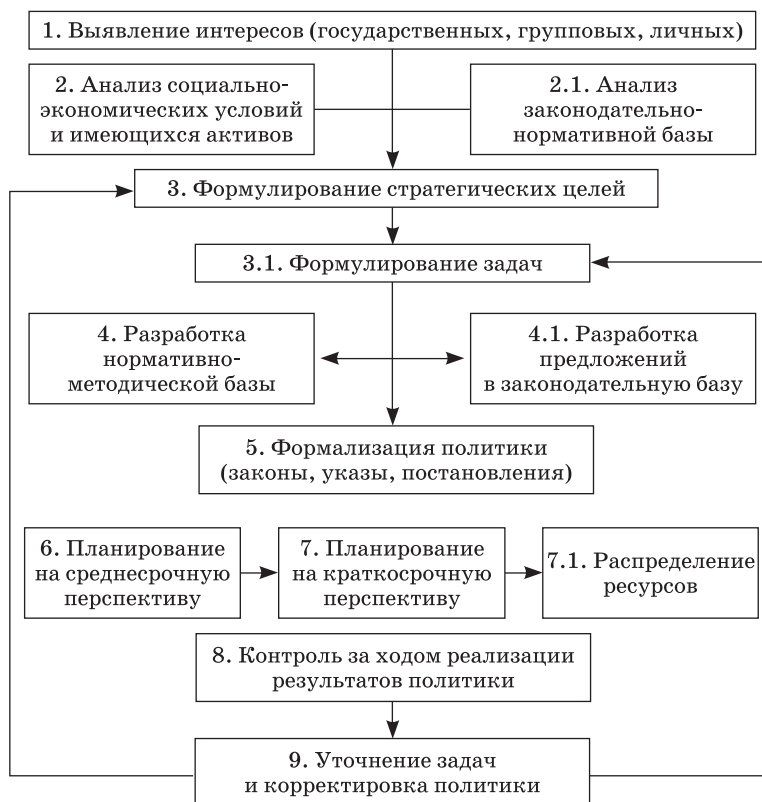 1. Выявление интересов (государственных, групповых, личных)
2. Анализ социально-
экономических условий
и имеющихся активов
2.1. Анализ
законодательно-
нормативной базы
3. Формулирование стратегических целей
3.1. Формулирование задач
4. Разработка
нормативно-
методической базы
4.1. Разработка
предложений
в законодательную базу
5. Формализация политики
(законы, указы, постановления)
6. Планирование
на среднесрочную
перспективу
7. Планирование
на краткосрочную
перспективу
7.1. Распределение
ресурсов
8. Контроль за ходом реализации
результатов политики
9. Уточнение задач
и корректировка политики